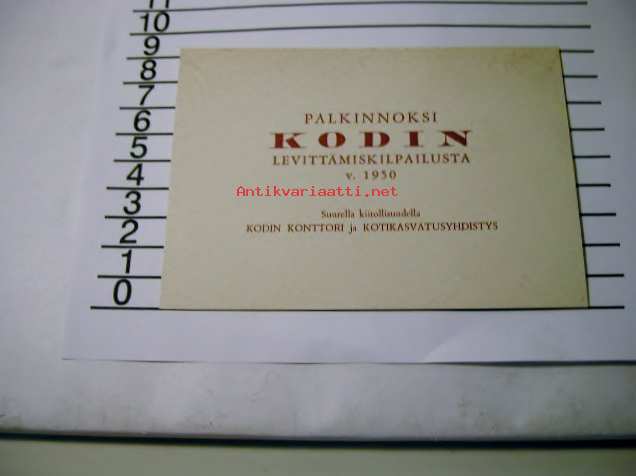 11
10
9
8
7
6
5
4
3
2
1
0
PALKINNOKSI
KODIN
LEVITTÄMISKILPAILUSTA
v. 1950
Antikvariaatti.net
Suurella kiitollisuudella
KODIN KONTTORI ja KOTIKASVATUSYHDISTYS